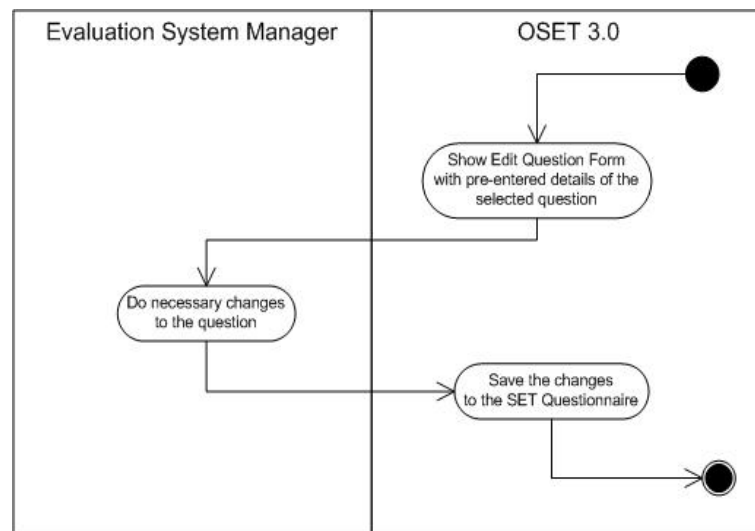 Evaluation System Manager
OSET 3.0
Show Edit Question Form
with pre-entered details of the
selected question
Do necessary changes
to the question
Save the changes
to the SET Questionnaire